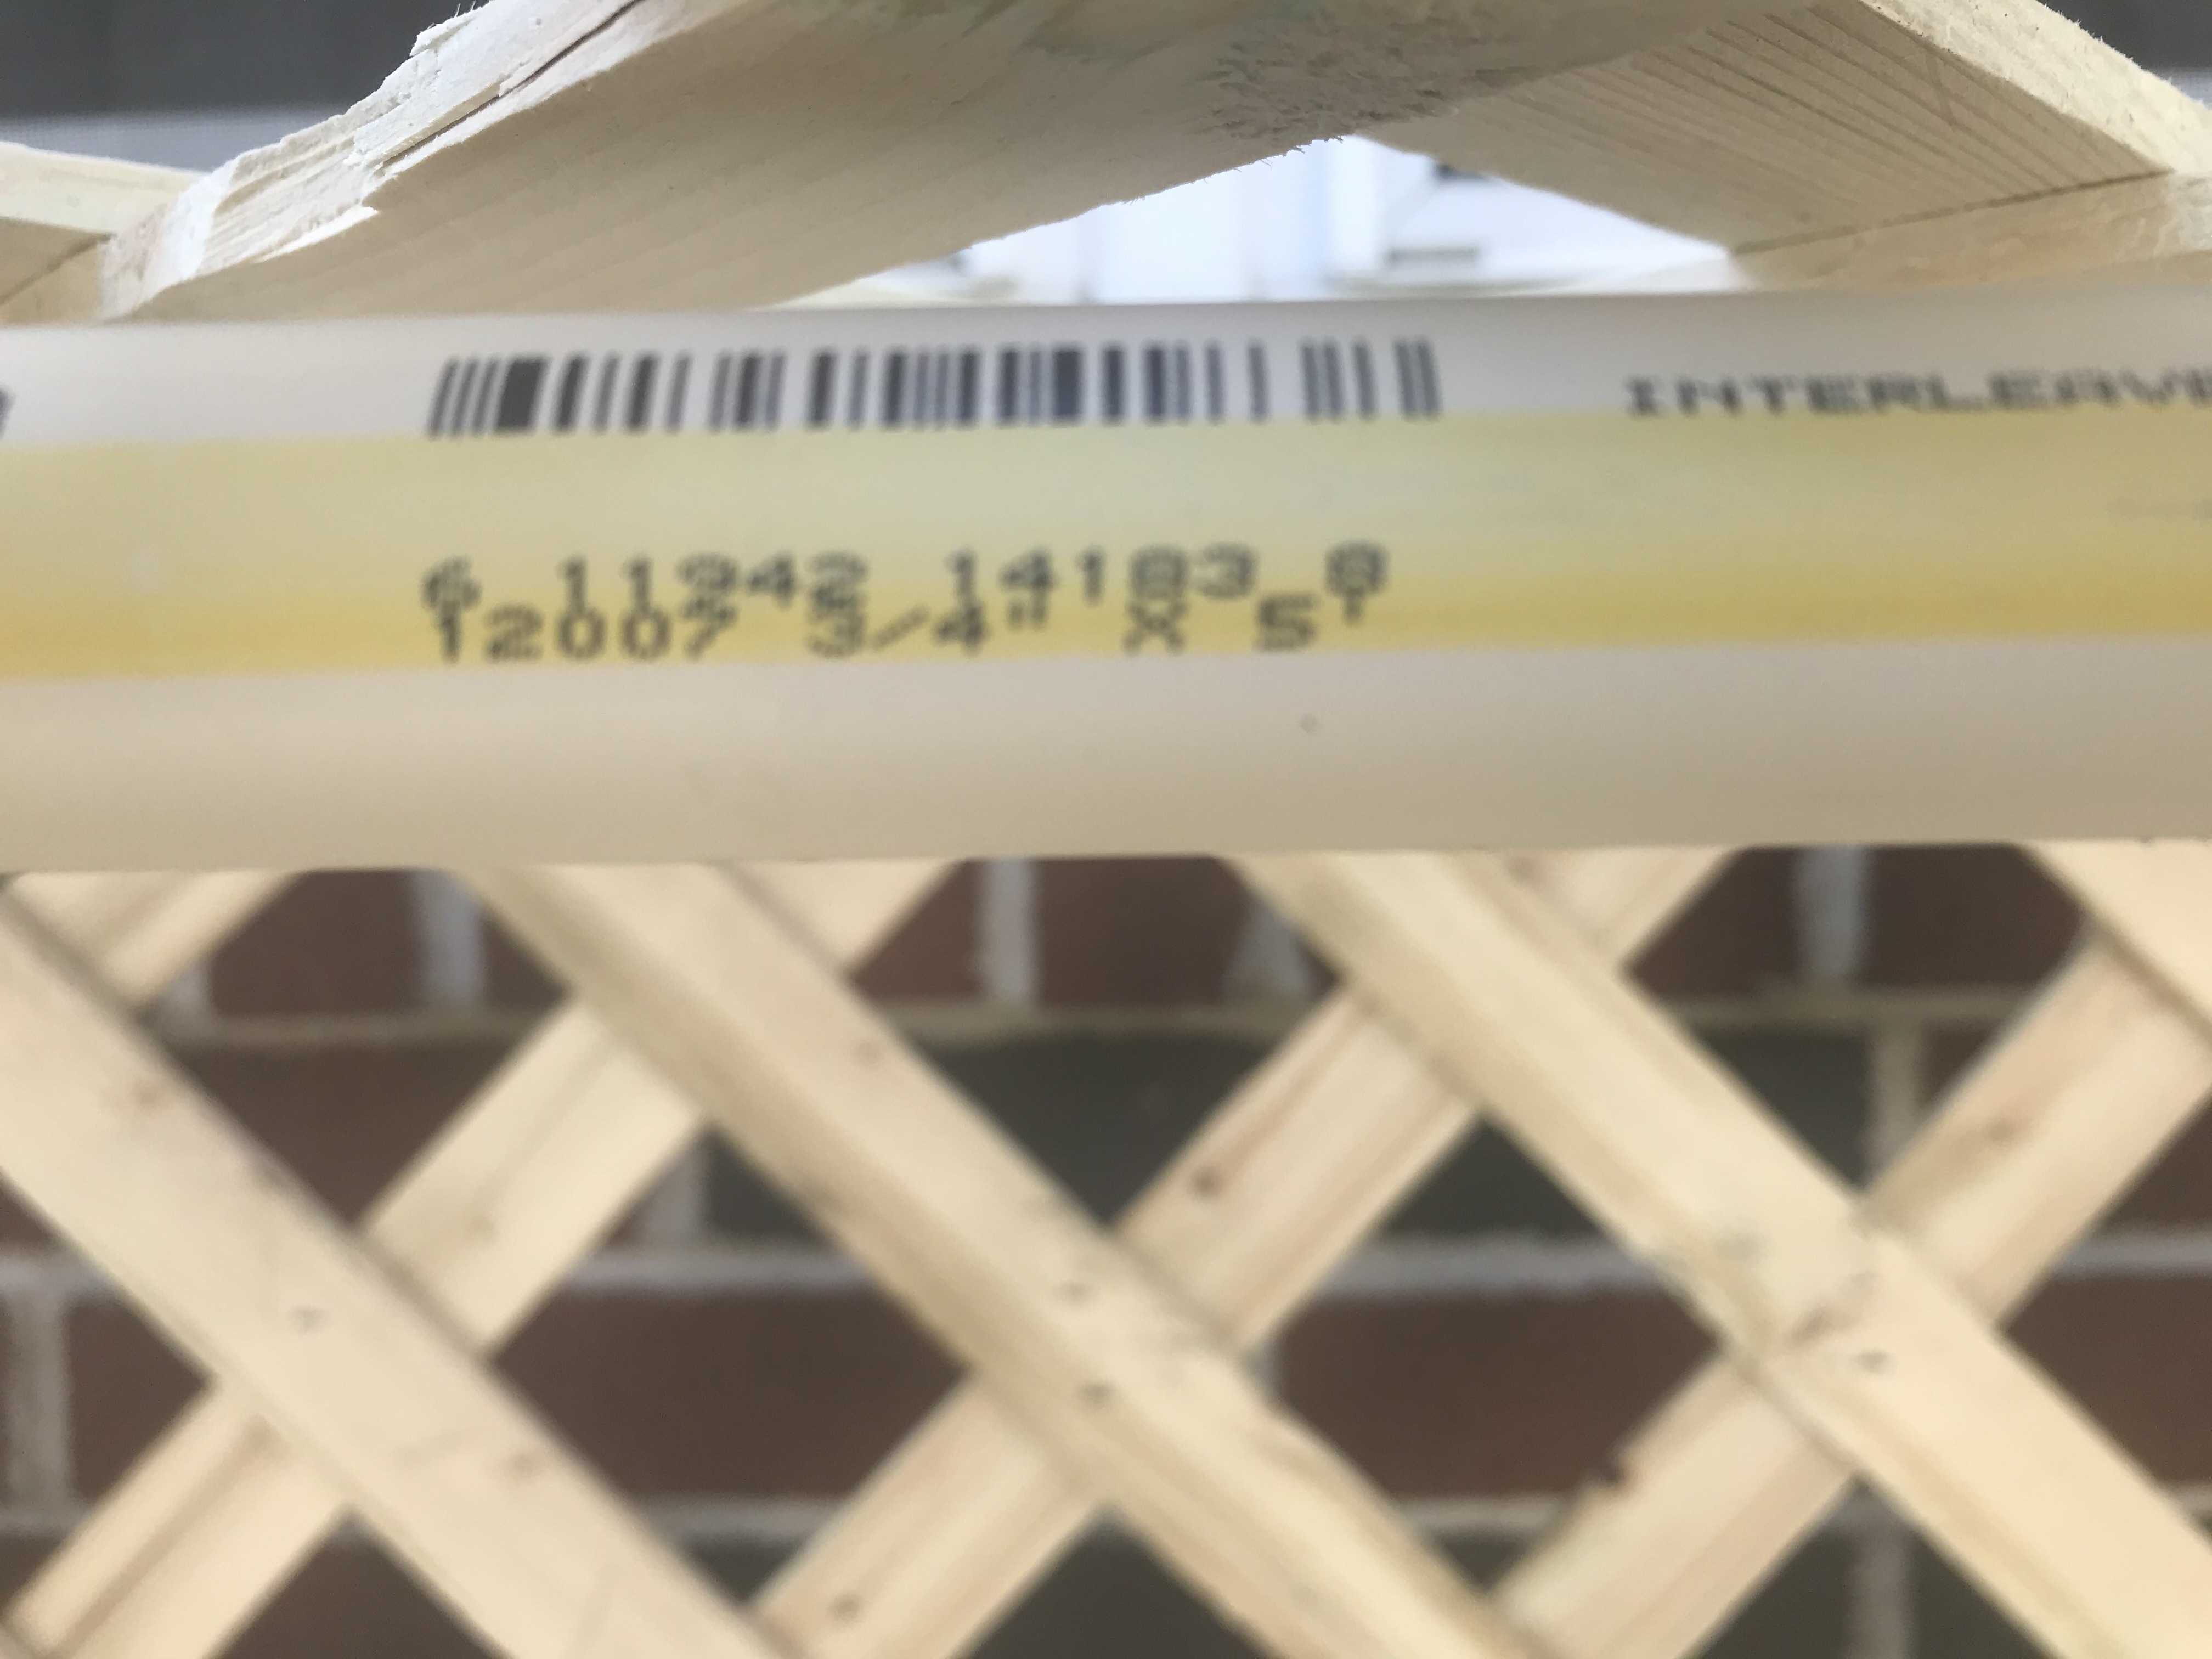 INTERLEAVE
6 11942 14183 8
12007 3/4" X 5'